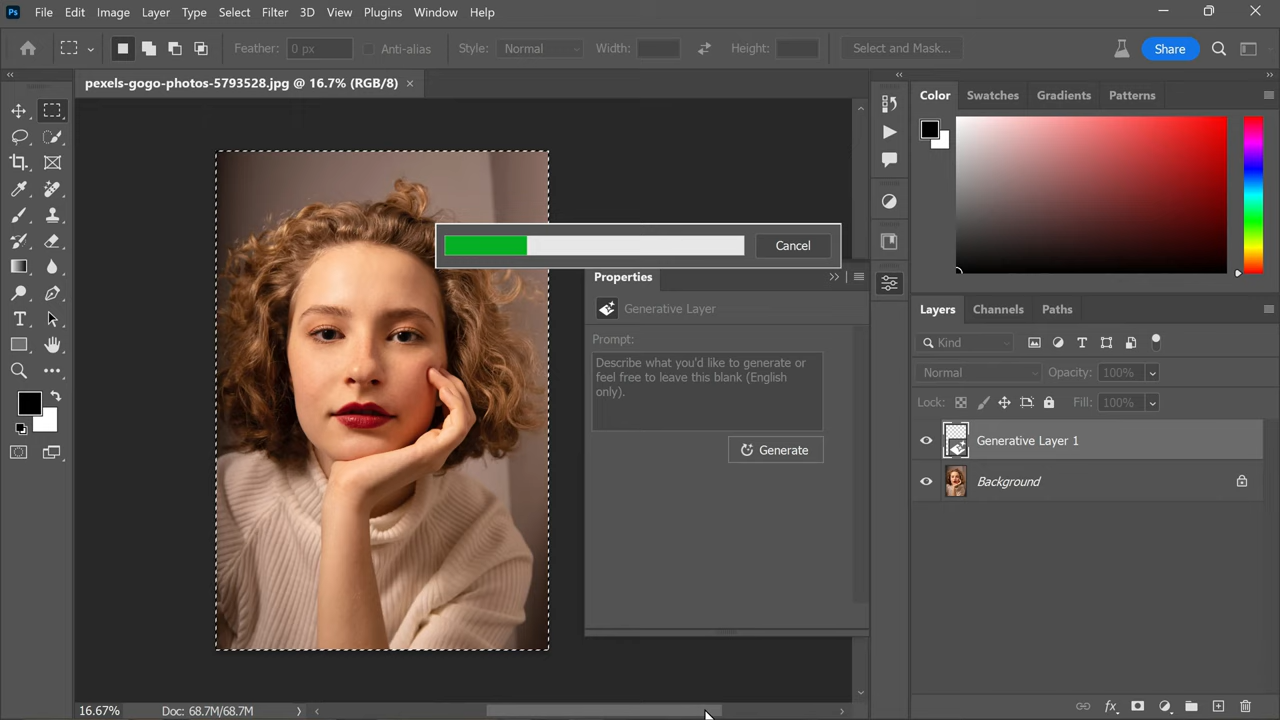 Ps File Edit Image Layer Type Select Filter 3D View Plugins Window Help
Feather: 0 px Anti-alias Style: Normal Width: Height: Select and Mask... Share
pexels-gogo-photos-5793528.jpg @ 16.7% (RGB/8) ×
Color Swatches Gradients Patterns
Cancel
Properties
Generative Layer
Prompt:
Describe what you'd like to generate or
feel free to leave this blank (English
only).
Generate
Layers Channels Paths
Kind
Normal Opacity: 100%
Lock: Fill: 100%
Generative Layer 1
Background
16.67% Doc: 68.7M/68.7M